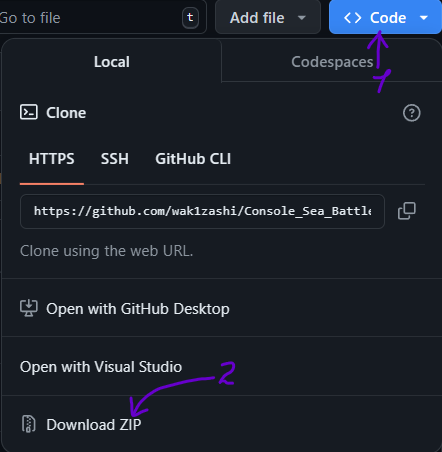 Go to file t Add file Code
1
Local Codespaces
Clone
HTTPS SSH GitHub CLI
https://github.com/wak1zashi/Console_Sea_Battle
Clone using the web URL.
Open with GitHub Desktop
Open with Visual Studio
2
Download ZIP